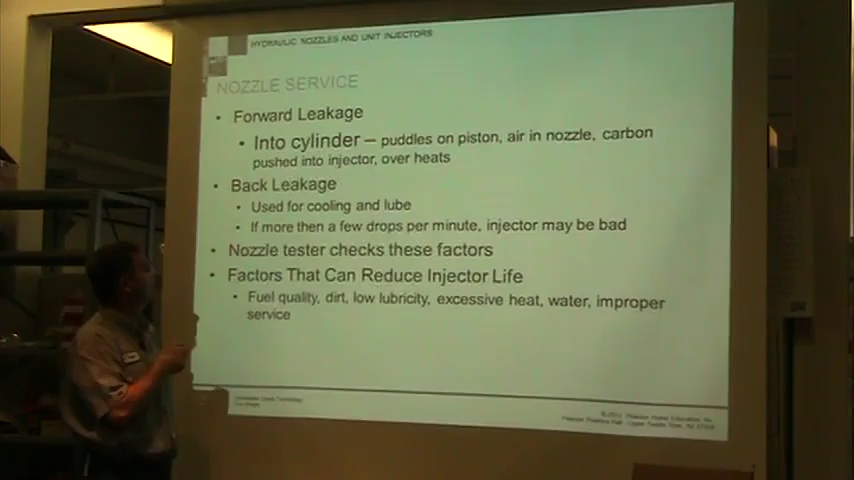 HYDRAULIC NOZZLES AND UNIT INJECTORS
NOZZLE SERVICE
• Forward Leakage
• Into cylinder – puddles on piston, air in nozzle, carbon
pushed into injector, over heats
• Back Leakage
• Used for cooling and lube
• If more then a few drops per minute, injector may be bad
• Nozzle tester checks these factors
• Factors That Can Reduce Injector Life
• Fuel quality, dirt, low lubricity, excessive heat, water, improper
service